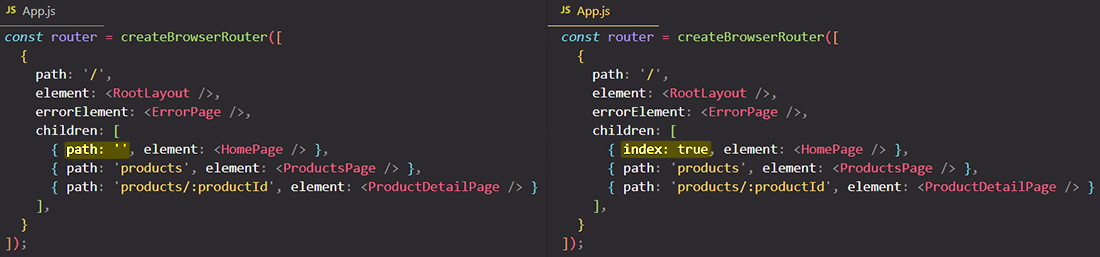 JS App.js
const router = createBrowserRouter([
  {
    path: '/',
    element: <RootLayout />,
    errorElement: <ErrorPage />,
    children: [
      { path: '', element: <HomePage /> },
      { path: 'products', element: <ProductsPage /> },
      { path: 'products/:productId', element: <ProductDetailPage /> }
    ],
  }
]);
JS App.js
const router = createBrowserRouter([
  {
    path: '/',
    element: <RootLayout />,
    errorElement: <ErrorPage />,
    children: [
      { index: true, element: <HomePage /> },
      { path: 'products', element: <ProductsPage /> },
      { path: 'products/:productId', element: <ProductDetailPage /> }
    ],
  }
]);